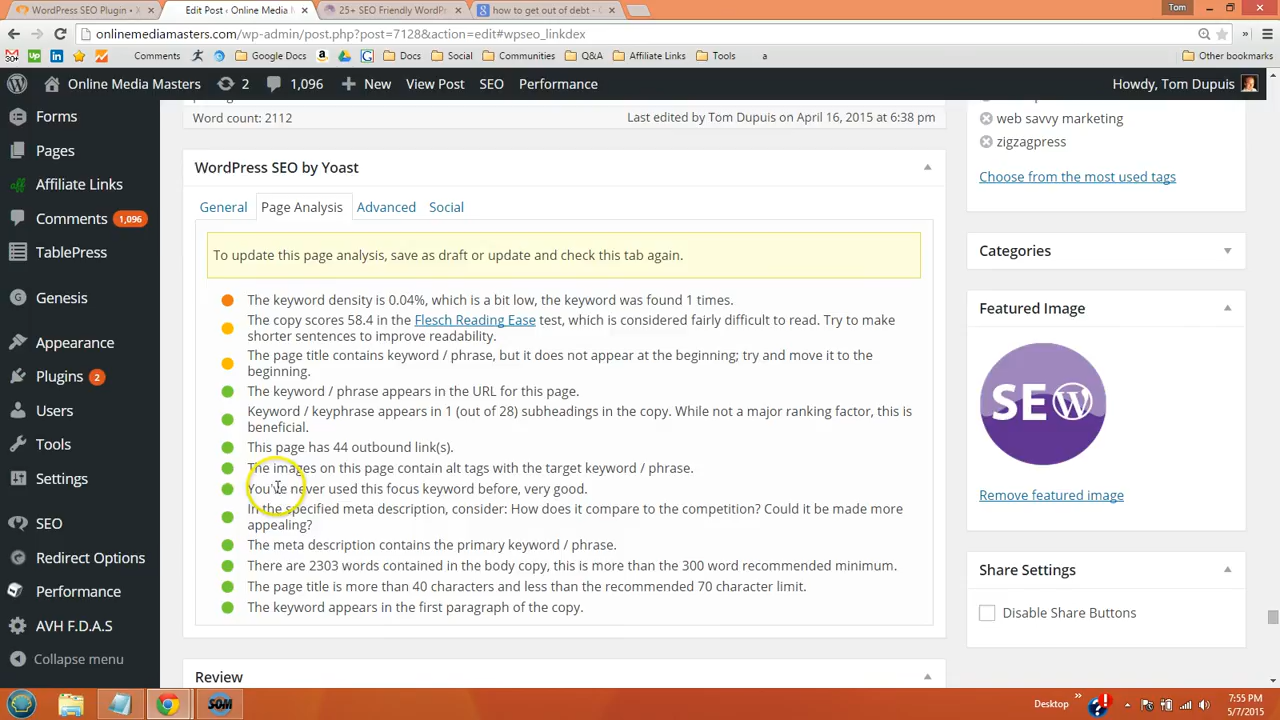 WordPress SEO Plugin •
Edit Post ‹ Online Media M
25+ SEO Friendly WordPr
how to get out of debt - G
Tom
onlinemediamasters.com/wp-admin/post.php?post=7128&action=edit#wpseo_linkdex
Comments
Google Docs
Docs
Social
Communities
Q&A
Affiliate Links
Tools
a
Other bookmarks
Online Media Masters
2
1,096
New
View Post
SEO
Performance
Howdy, Tom Dupuis
Forms
Pages
Affiliate Links
Comments 1,096
TablePress
Genesis
Appearance
Plugins 2
Users
Tools
Settings
SEO
Redirect Options
Performance
AVH F.D.A.S
Collapse menu
Word count: 2112
Last edited by Tom Dupuis on April 16, 2015 at 6:38 pm
WordPress SEO by Yoast
General
Page Analysis
Advanced
Social
To update this page analysis, save as draft or update and check this tab again.
The keyword density is 0.04%, which is a bit low, the keyword was found 1 times.
The copy scores 58.4 in the Flesch Reading Ease test, which is considered fairly difficult to read. Try to make
shorter sentences to improve readability.
The page title contains keyword / phrase, but it does not appear at the beginning; try and move it to the
beginning.
The keyword / phrase appears in the URL for this page.
Keyword / keyphrase appears in 1 (out of 28) subheadings in the copy. While not a major ranking factor, this is
beneficial.
This page has 44 outbound link(s).
The images on this page contain alt tags with the target keyword / phrase.
You've never used this focus keyword before, very good.
In the specified meta description, consider: How does it compare to the competition? Could it be made more
appealing?
The meta description contains the primary keyword / phrase.
There are 2303 words contained in the body copy, this is more than the 300 word recommended minimum.
The page title is more than 40 characters and less than the recommended 70 character limit.
The keyword appears in the first paragraph of the copy.
Review
web savvy marketing
zigzagpress
Choose from the most used tags
Categories
Featured Image
SE
Remove featured image
Share Settings
Disable Share Buttons
SOM
Desktop
7:55 PM
5/7/2015